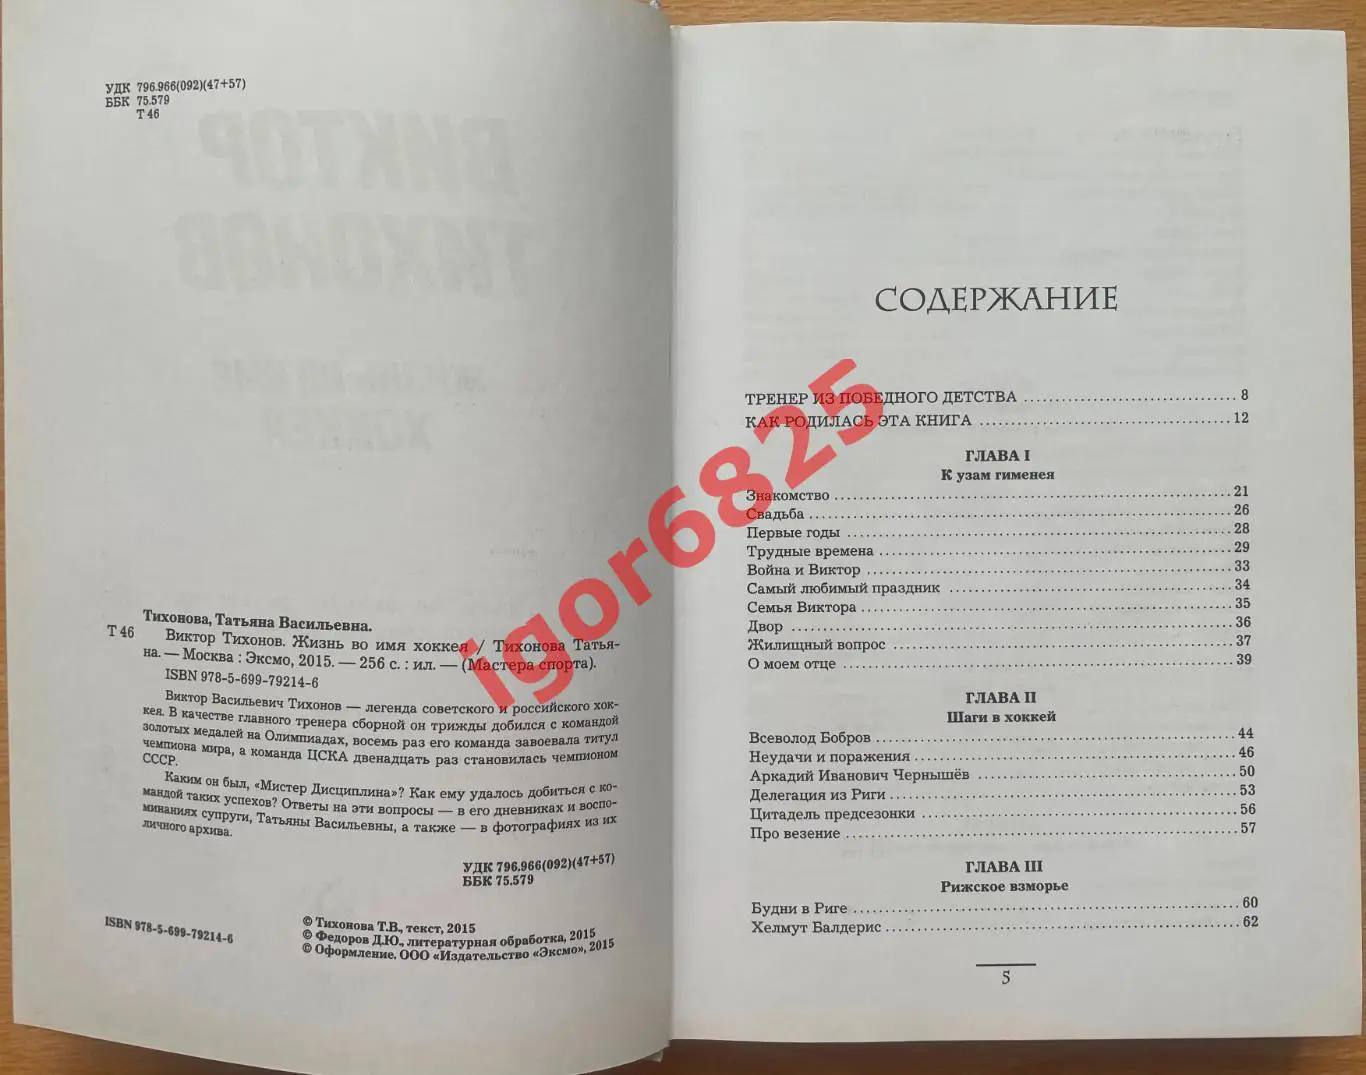 УДК 796.966(092)(47+57)
ББК 75.579
Т 46
ВИКТОР
ТИХОНОВ
Тихонова, Татьяна Васильевна.
Т 46 Виктор Тихонов. Жизнь во имя хоккея / Тихонова Татья-
на. — Москва : Эксмо, 2015. — 256 с. : ил. — (Мастера спорта).
ISBN 978-5-699-79214-6
Виктор Васильевич Тихонов — легенда советского и российского хок-
кея. В качестве главного тренера сборной он трижды добился с командой
золотых медалей на Олимпиадах, восемь раз его команда завоевала титул
чемпиона мира, а команда ЦСКА двенадцать раз становилась чемпионом
СССР.
Каким он был, «Мистер Дисциплина»? Как ему удалось добиться с ко-
мандой таких успехов? Ответы на эти вопросы — в его дневниках и воспо-
минаниях супруги, Татьяны Васильевны, а также — в фотографиях из их
личного архива.
УДК 796.966(092)(47+57)
ББК 75.579
ISBN 978-5-699-79214-6
© Тихонова Т.В., текст, 2015
© Федоров Д.Ю., литературная обработка, 2015
© Оформление. ООО «Издательство «Эксмо», 2015
СОДЕРЖАНИЕ
ТРЕНЕР ИЗ ПОБЕДНОГО ДЕТСТВА 8
КАК РОДИЛАСЬ ЭТА КНИГА 12
ГЛАВА I
К узам гименея
Знакомство 21
Свадьба 26
Первые годы 28
Трудные времена 29
Война и Виктор 33
Самый любимый праздник 34
Семья Виктора 35
Двор 36
Жилищный вопрос 37
О моем отце 39
ГЛАВА II
Шаги в хоккей
Всеволод Бобров 44
Неудачи и поражения 46
Аркадий Иванович Чернышёв 50
Делегация из Риги 53
Цитадель предсезонки 56
Про везение 57
ГЛАВА III
Рижское взморье
Будни в Риге 60
Хелмут Балдерис 62
5
igor6825